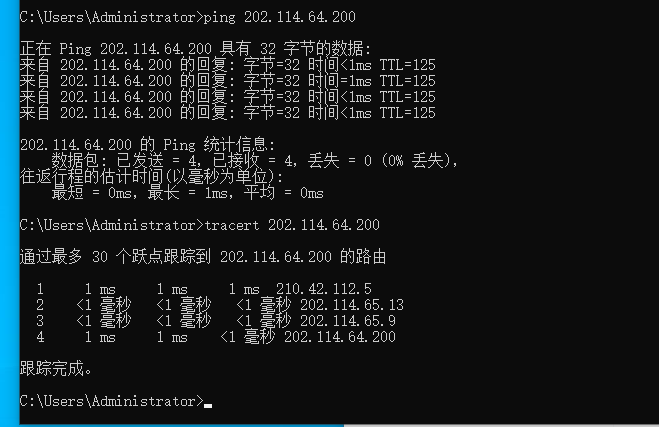 C:\Users\Administrator>ping 202.114.64.200
正在 Ping 202.114.64.200 具有 32 字节的数据:
来自 202.114.64.200 的回复: 字节=32 时间<1ms TTL=125
来自 202.114.64.200 的回复: 字节=32 时间=1ms TTL=125
来自 202.114.64.200 的回复: 字节=32 时间<1ms TTL=125
来自 202.114.64.200 的回复: 字节=32 时间<1ms TTL=125
202.114.64.200 的 Ping 统计信息:
数据包: 已发送 = 4，已接收 = 4，丢失 = 0 (0% 丢失)，
往返行程的估计时间(以毫秒为单位):
最短 = 0ms，最长 = 1ms，平均 = 0ms
C:\Users\Administrator>tracert 202.114.64.200
通过最多 30 个跃点跟踪到 202.114.64.200 的路由
1 1 ms 1 ms 1 ms 210.42.112.5
2 <1 毫秒 <1 毫秒 <1 毫秒 202.114.65.13
3 <1 毫秒 <1 毫秒 <1 毫秒 202.114.65.9
4 1 ms 1 ms <1 毫秒 202.114.64.200
跟踪完成。
C:\Users\Administrator>